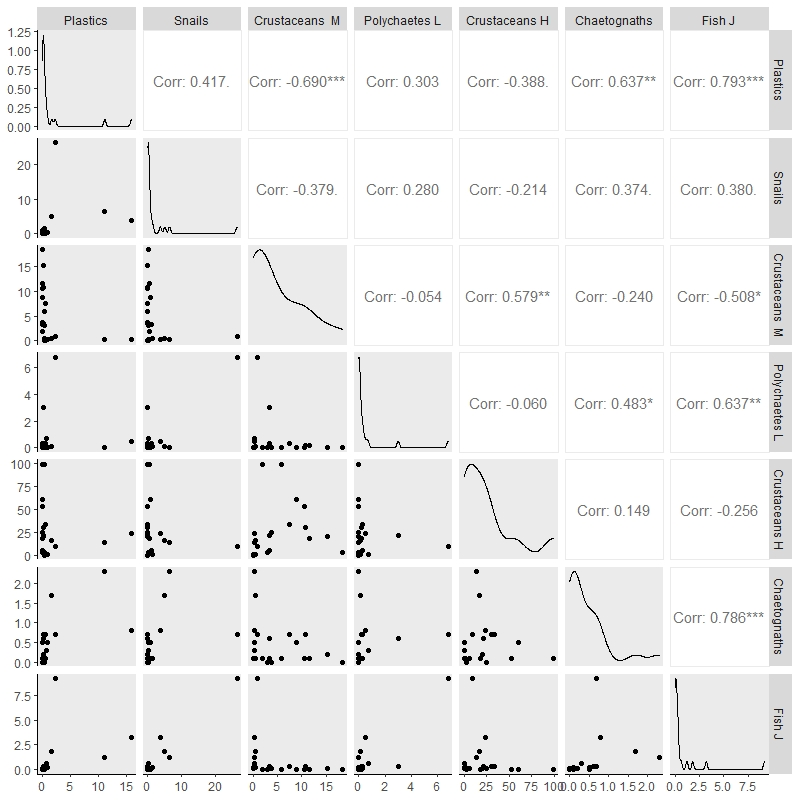 Plastics Snails Crustaceans  M Polychaetes L Crustaceans H Chaetognaths Fish J
1.25
1.00
0.75
0.50
0.25
0.00
Corr: 0.417. Corr: -0.690*** Corr: 0.303 Corr: -0.388. Corr: 0.637** Corr: 0.793***
Plastics
20
10
0
Corr: -0.379. Corr: 0.280 Corr: -0.214 Corr: 0.374. Corr: 0.380.
Snails
15
10
5
0
Corr: -0.054 Corr: 0.579** Corr: -0.240 Corr: -0.508*
Crustaceans  M
6
4
2
0
Corr: -0.060 Corr: 0.483* Corr: 0.637**
Polychaetes L
100
75
50
25
0
Corr: 0.149 Corr: -0.256
Crustaceans H
2.0
1.5
1.0
0.5
0.0
Corr: 0.786***
Chaetognaths
7.5
5.0
2.5
0.0
Fish J
0 5 10 15 0 10 20 0 5 10 15 0 2 4 6 0 25 50 75 100 0.0 0.5 1.0 1.5 2.0 0.0 2.5 5.0 7.5